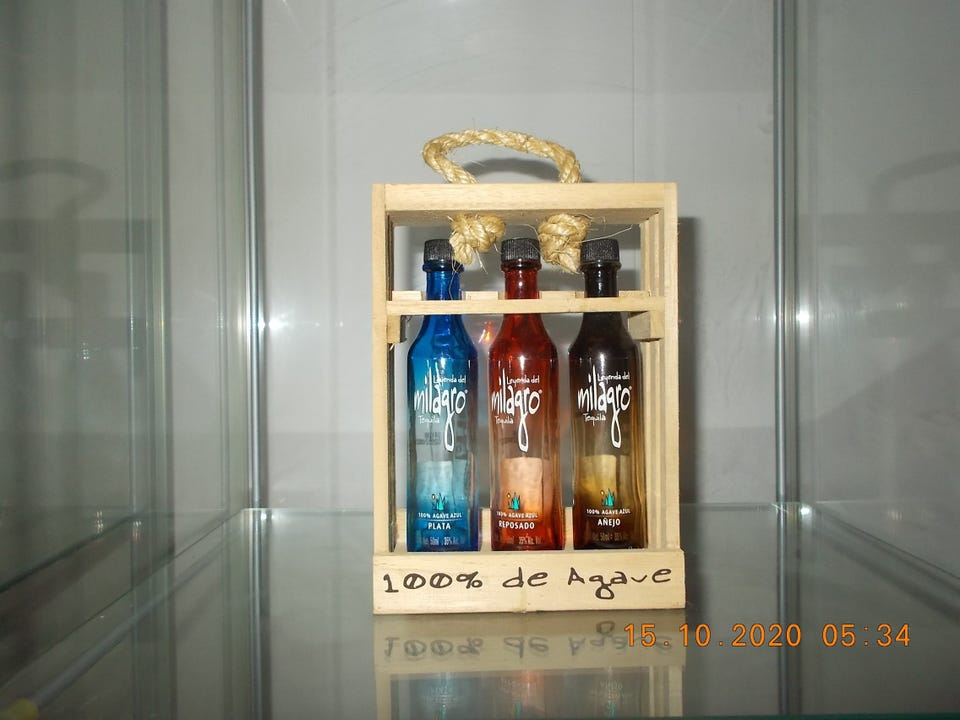 Leyenda del
milagro
Tequila
100% AGAVE AZUL
PLATA
Leyenda del
milagro
Tequila
100% AGAVE AZUL
REPOSADO
Leyenda del
milagro
Tequila
100% AGAVE AZUL
AÑEJO
100% de Agave
15.10.2020 05:34